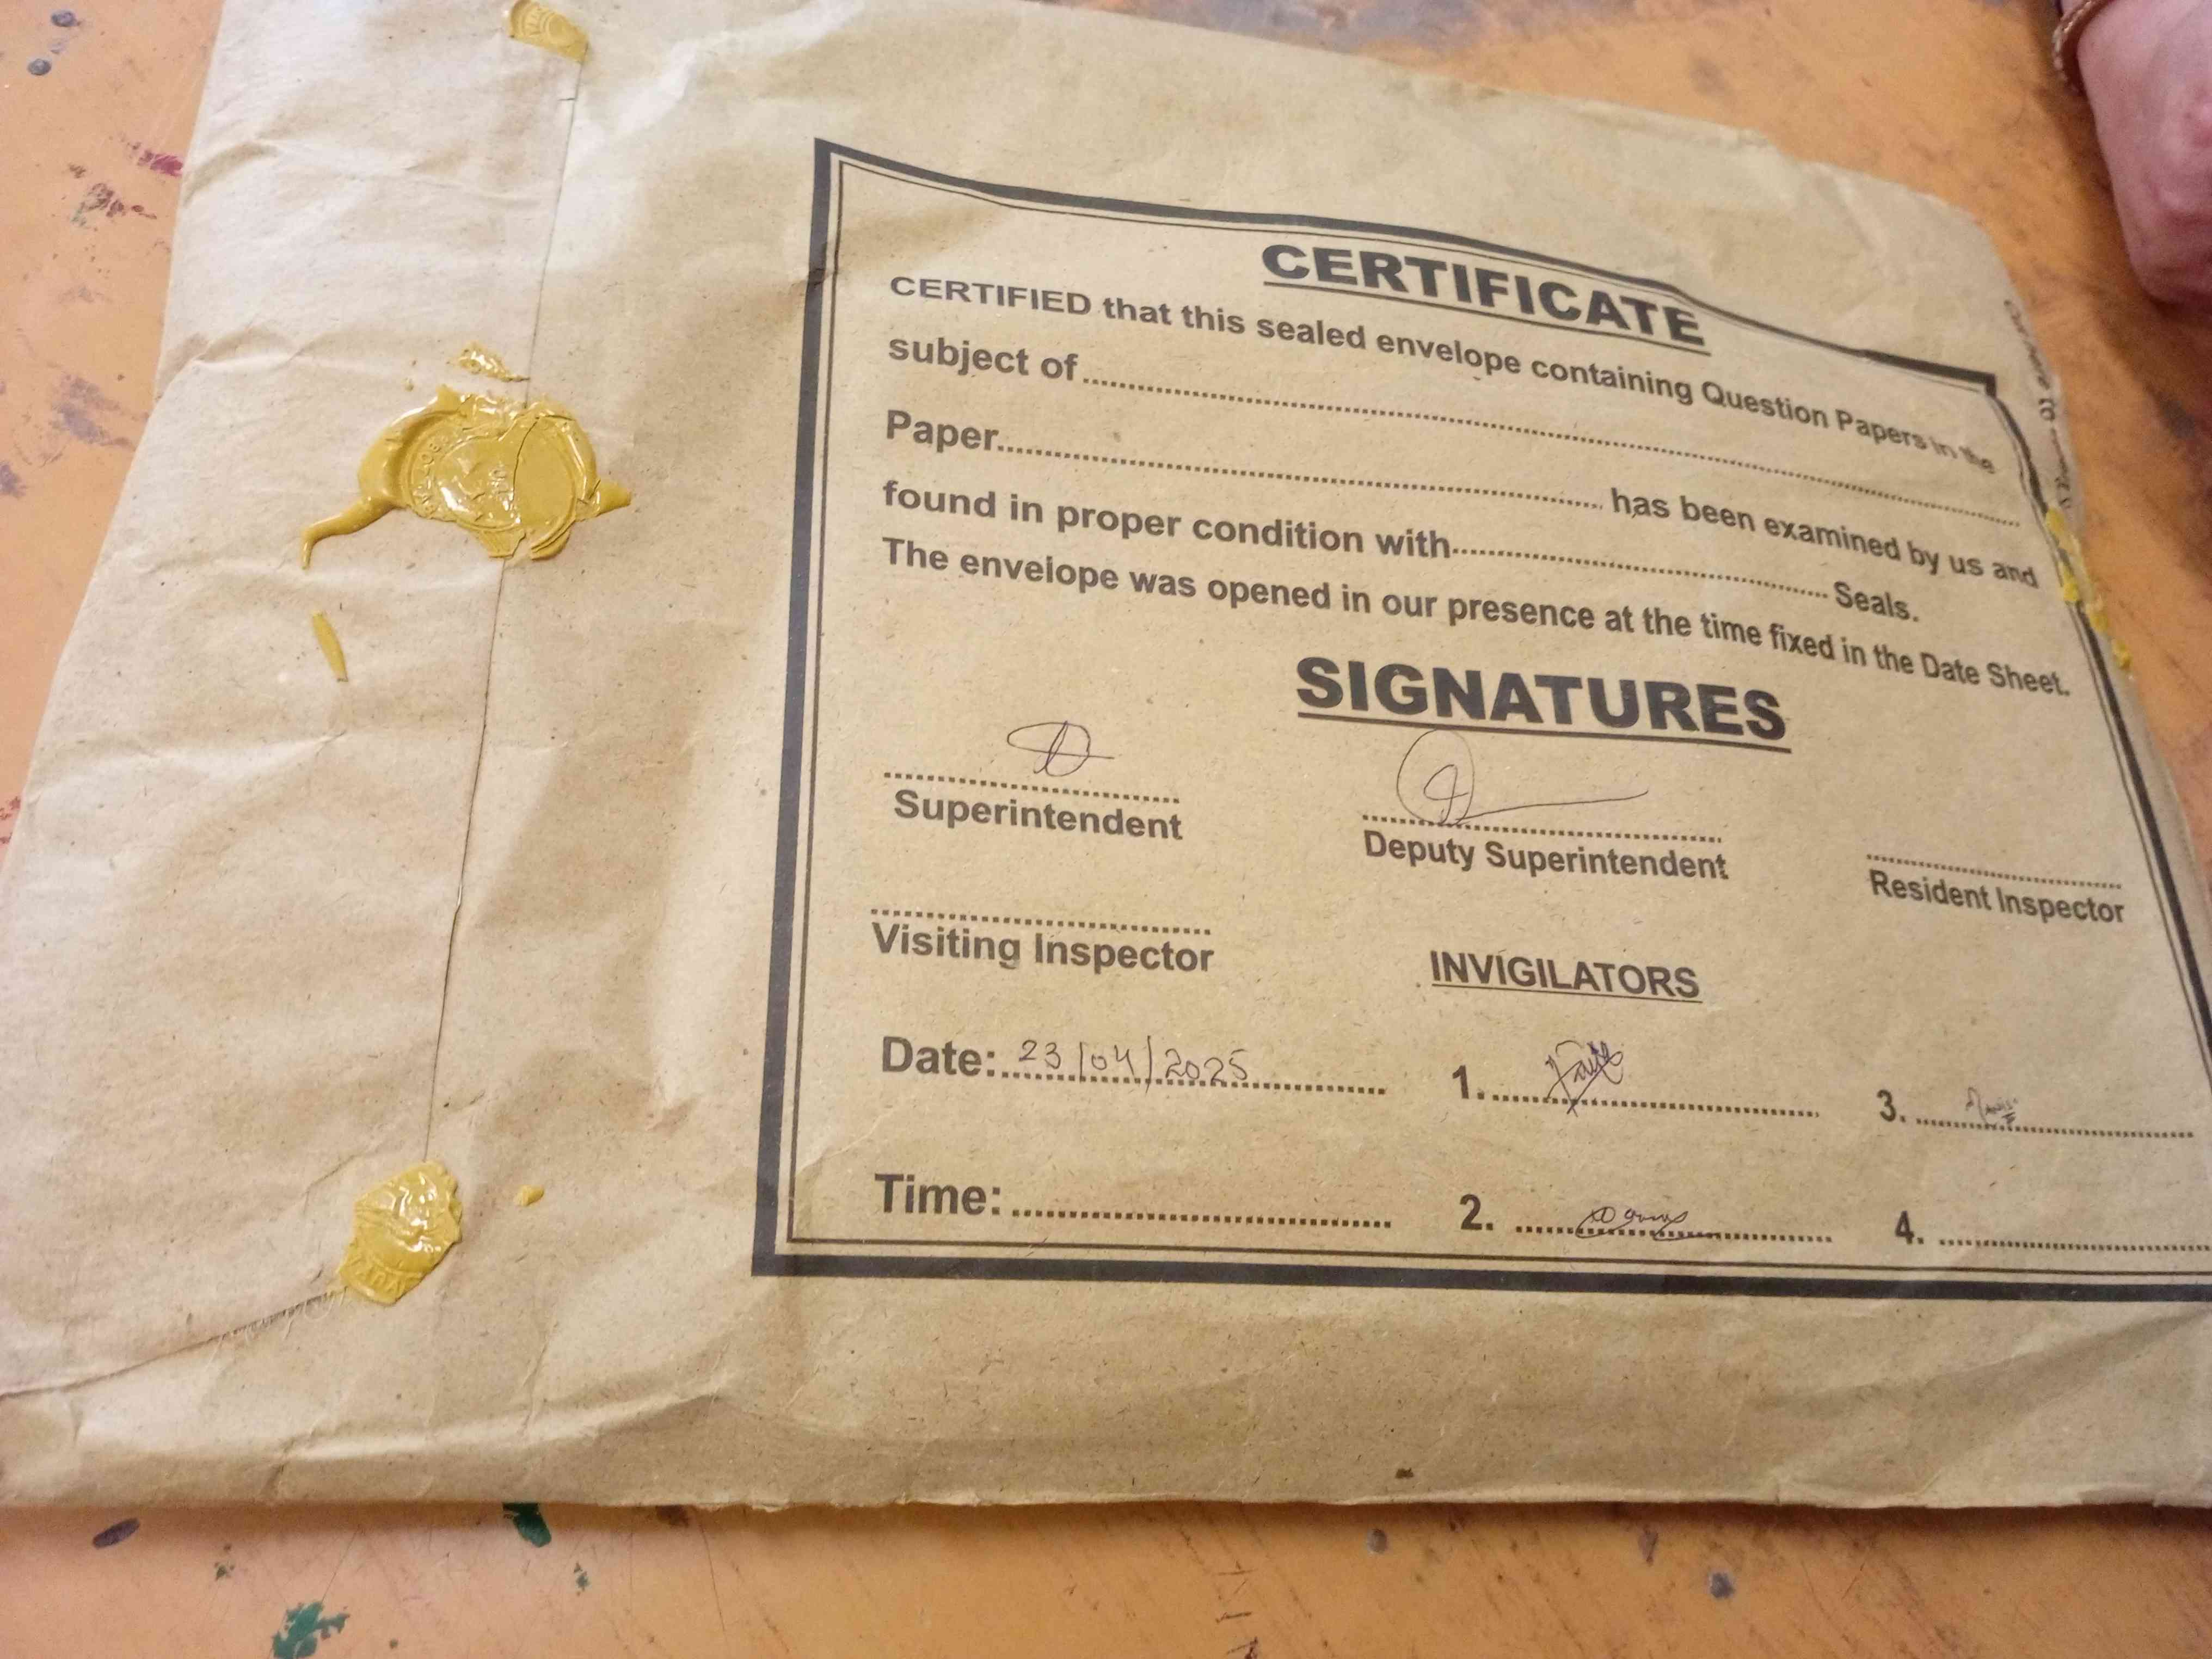 CERTIFICATE
CERTIFIED that this sealed envelope containing Question Papers in the
subject of
Paper has been examined by us and
found in proper condition with Seals.
The envelope was opened in our presence at the time fixed in the Date Sheet.
SIGNATURES
Superintendent
Deputy Superintendent
Resident Inspector
Visiting Inspector
INVIGILATORS
Date: 23/04/2025
1.
3.
Time:
2.
4.